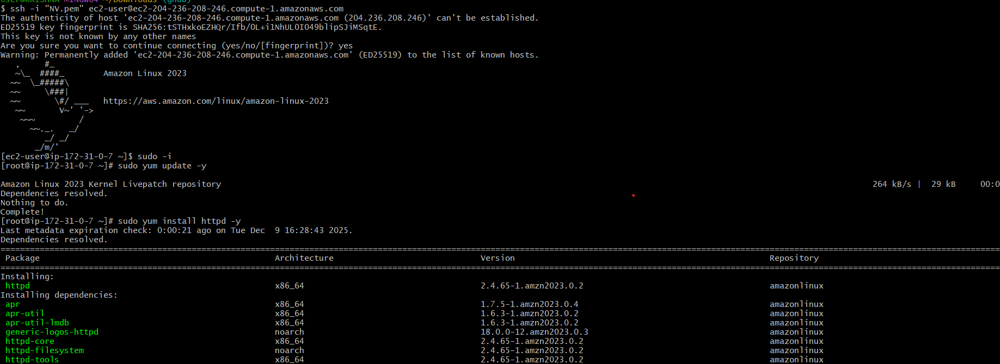 $ ssh -i "NV.pem" ec2-user@ec2-204-236-208-246.compute-1.amazonaws.com
The authenticity of host 'ec2-204-236-208-246.compute-1.amazonaws.com (204.236.208.246)' can't be established.
ED25519 key fingerprint is SHA256:tSTHxkoEZHQr/Ifb/0L+i1NhUL0I049blipSJiMSqtE.
This key is not known by any other names
Are you sure you want to continue connecting (yes/no/[fingerprint])? yes
Warning: Permanently added 'ec2-204-236-208-246.compute-1.amazonaws.com' (ED25519) to the list of known hosts.
   ,     #_
   ~\_  ####_        Amazon Linux 2023
  ~~  \_#####\
  ~~     \###|
  ~~       \#/ ___   https://aws.amazon.com/linux/amazon-linux-2023
   ~~       V~' '->
    ~~~         /
      ~~._.   _/
         _/ _/
       _/m/'
[ec2-user@ip-172-31-0-7 ~]$ sudo -i
[root@ip-172-31-0-7 ~]# sudo yum update -y
Amazon Linux 2023 Kernel Livepatch repository 264 kB/s | 29 kB 00:0
Dependencies resolved.
Nothing to do.
Complete!
[root@ip-172-31-0-7 ~]# sudo yum install httpd -y
Last metadata expiration check: 0:00:21 ago on Tue Dec  9 16:28:43 2025.
Dependencies resolved.
Package Architecture Version Repository
Installing:
httpd x86_64 2.4.65-1.amzn2023.0.2 amazonlinux
Installing dependencies:
apr x86_64 1.7.5-1.amzn2023.0.4 amazonlinux
apr-util x86_64 1.6.3-1.amzn2023.0.2 amazonlinux
apr-util-lmdb x86_64 1.6.3-1.amzn2023.0.2 amazonlinux
generic-logos-httpd noarch 18.0.0-12.amzn2023.0.3 amazonlinux
httpd-core x86_64 2.4.65-1.amzn2023.0.2 amazonlinux
httpd-filesystem noarch 2.4.65-1.amzn2023.0.2 amazonlinux
httpd-tools x86_64 2.4.65-1.amzn2023.0.2 amazonlinux